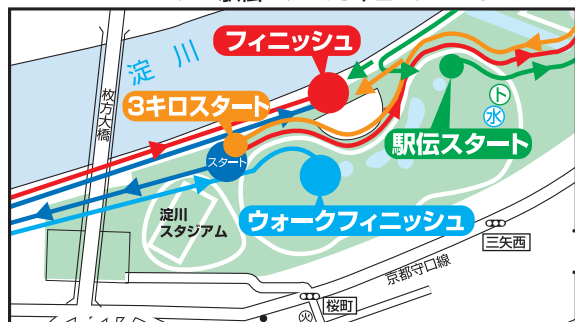 フィニッシュ
淀川
3キロスタート
枚方大橋
ト
水
駅伝スタート
スタート
淀川
スタジアム
ウォークフィニッシュ
三矢西
京都守口線
桜町
火